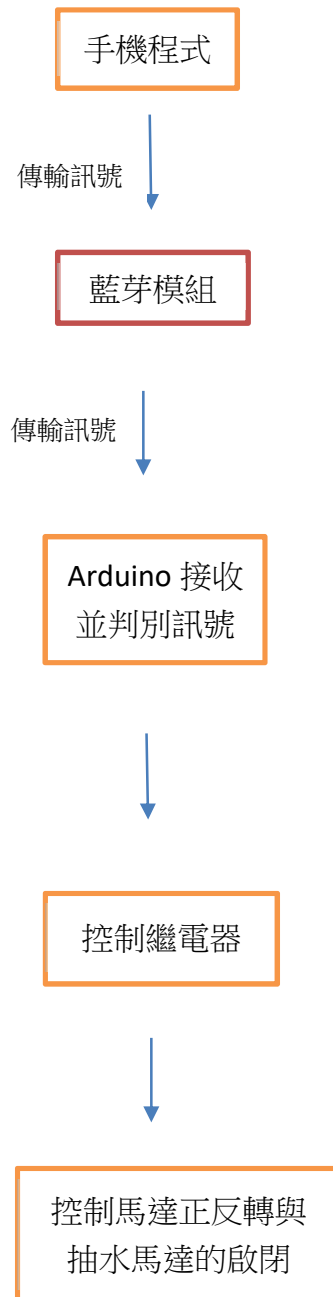 手機程式
傳輸訊號
藍芽模組
傳輸訊號
Arduino 接收
並判別訊號
控制繼電器
控制馬達正反轉與
抽水馬達的啟閉